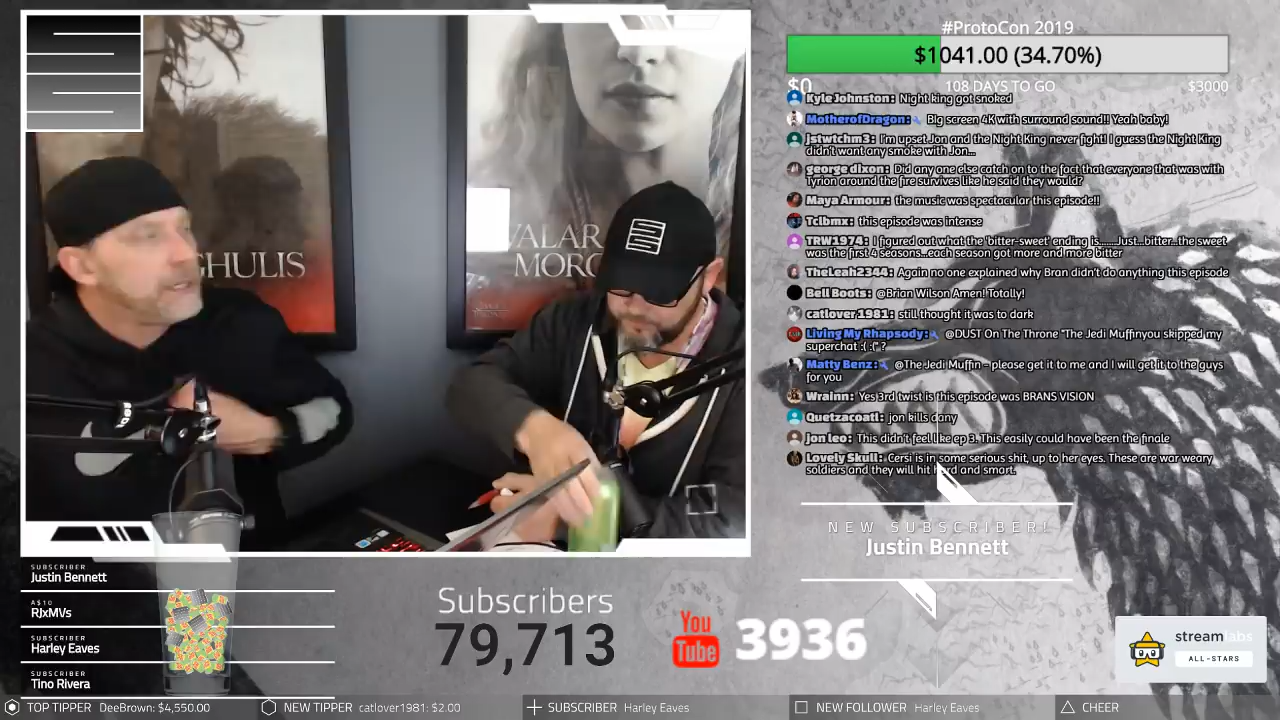 #ProtoCon 2019
$1041.00 (34.70%)
$0
108 DAYS TO GO
$3000
Kyle Johnston: Night king got snoked
MotherofDragon: Big screen 4K with surround sound!! Yeah baby!
jstwtchm3: I'm upset Jon and the Night King never fight! I guess the Night King
didn't want any smoke with Jon...
george dixon: Did any one else catch on to the fact that everyone that was with
Tyrion around the fire survives like he said they would?
Maya Armour: the music was spectacular this episode!!
Tclbmx: this episode was intense
TRW1974: I figured out what the 'bitter-sweet' ending is.......Just...bitter...the sweet
was the first 4 seasons...each season got more and more bitter
TheLeah2344: Again no one explained why Bran didn't do anything this episode
Bell Boots: @Brian Wilson Amen! Totally!
catlover1981: still thought it was to dark
Living My Rhapsody: @DUST On The Throne "The Jedi Muffinyou skipped my
superchat :( :(" ?
Matty Benz: @The Jedi Muffin - please get it to me and I will get it to the guys
for you
Wrainn: Yes 3rd twist is this episode was BRANS VISION
Quetzacoatl: jon kills dany
jon leo: This didn't feel like ep 3. This easily could have been the finale
Lovely Skull: Cersi is in some serious shit, up to her eyes. These are war weary
soldiers and they will hit hard and smart.
GHULIS
VALAR
MORG
NEW SUBSCRIBER!
Justin Bennett
SUBSCRIBER
Justin Bennett
A$10
RJxMVs
SUBSCRIBER
Harley Eaves
SUBSCRIBER
Tino Rivera
Subscribers
79,713
You
Tube
3936
streamlabs
ALL-STARS
TOP TIPPER DeeBrown: $4,550.00
NEW TIPPER catlover1981: $2.00
SUBSCRIBER Harley Eaves
NEW FOLLOWER Harley Eaves
CHEER